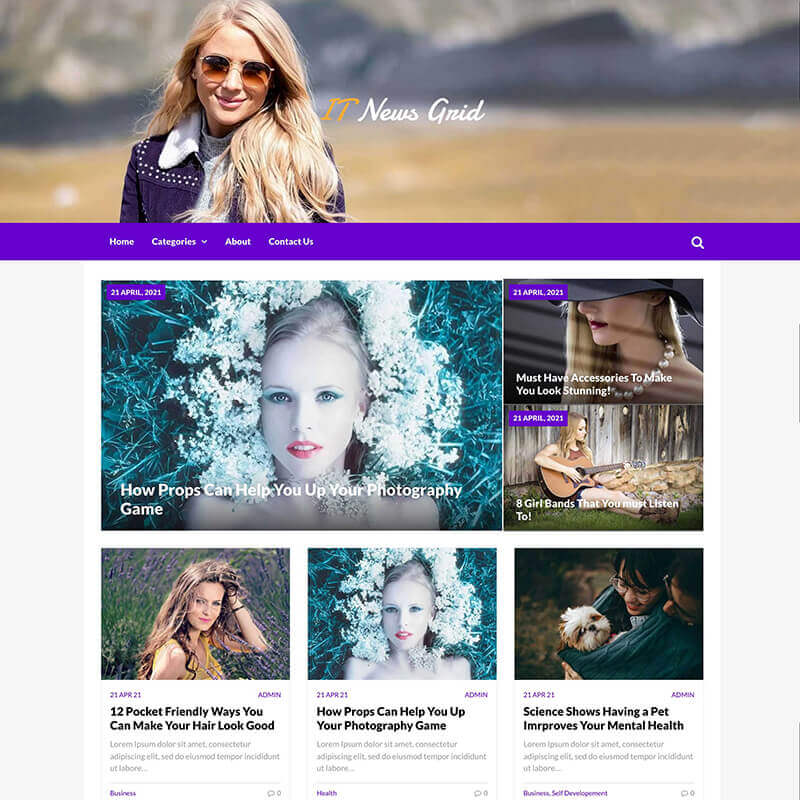 IT News Grid
Home Categories About Contact Us
21 APRIL, 2021
How Props Can Help You Up Your Photography
Game
21 APRIL, 2021
Must Have Accessories To Make
You Look Stunning!
21 APRIL, 2021
8 Girl Bands That You must Listen
To!
21 APR 21 ADMIN
12 Pocket Friendly Ways You
Can Make Your Hair Look Good
Lorem Ipsum dolor sit amet, consectetur
adipiscing elit, sed do eiusmod tempor incididunt
ut labore...
Business 0
21 APR 21 ADMIN
How Props Can Help You Up
Your Photography Game
Lorem Ipsum dolor sit amet, consectetur
adipiscing elit, sed do eiusmod tempor incididunt
ut labore...
Health 0
21 APR 21 ADMIN
Science Shows Having a Pet
Imrproves Your Mental Health
Lorem Ipsum dolor sit amet, consectetur
adipiscing elit, sed do eiusmod tempor incididunt
ut labore...
Business, Self Developement 0